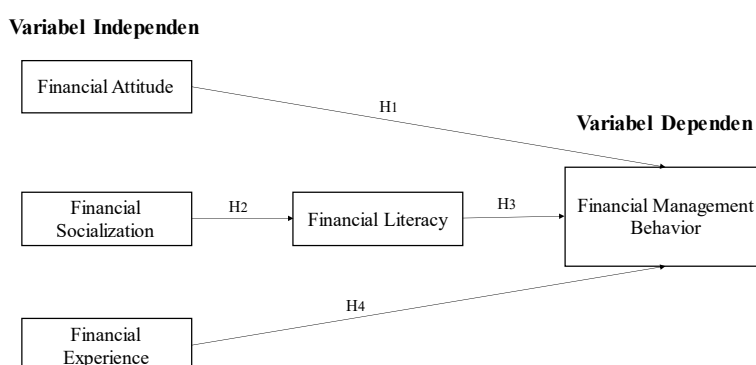 Variabel Independen
Financial Attitude
H1
Variabel Dependen
Financial
Socialization
H2
Financial Literacy
H3
Financial Management
Behavior
H4
Financial
Experience